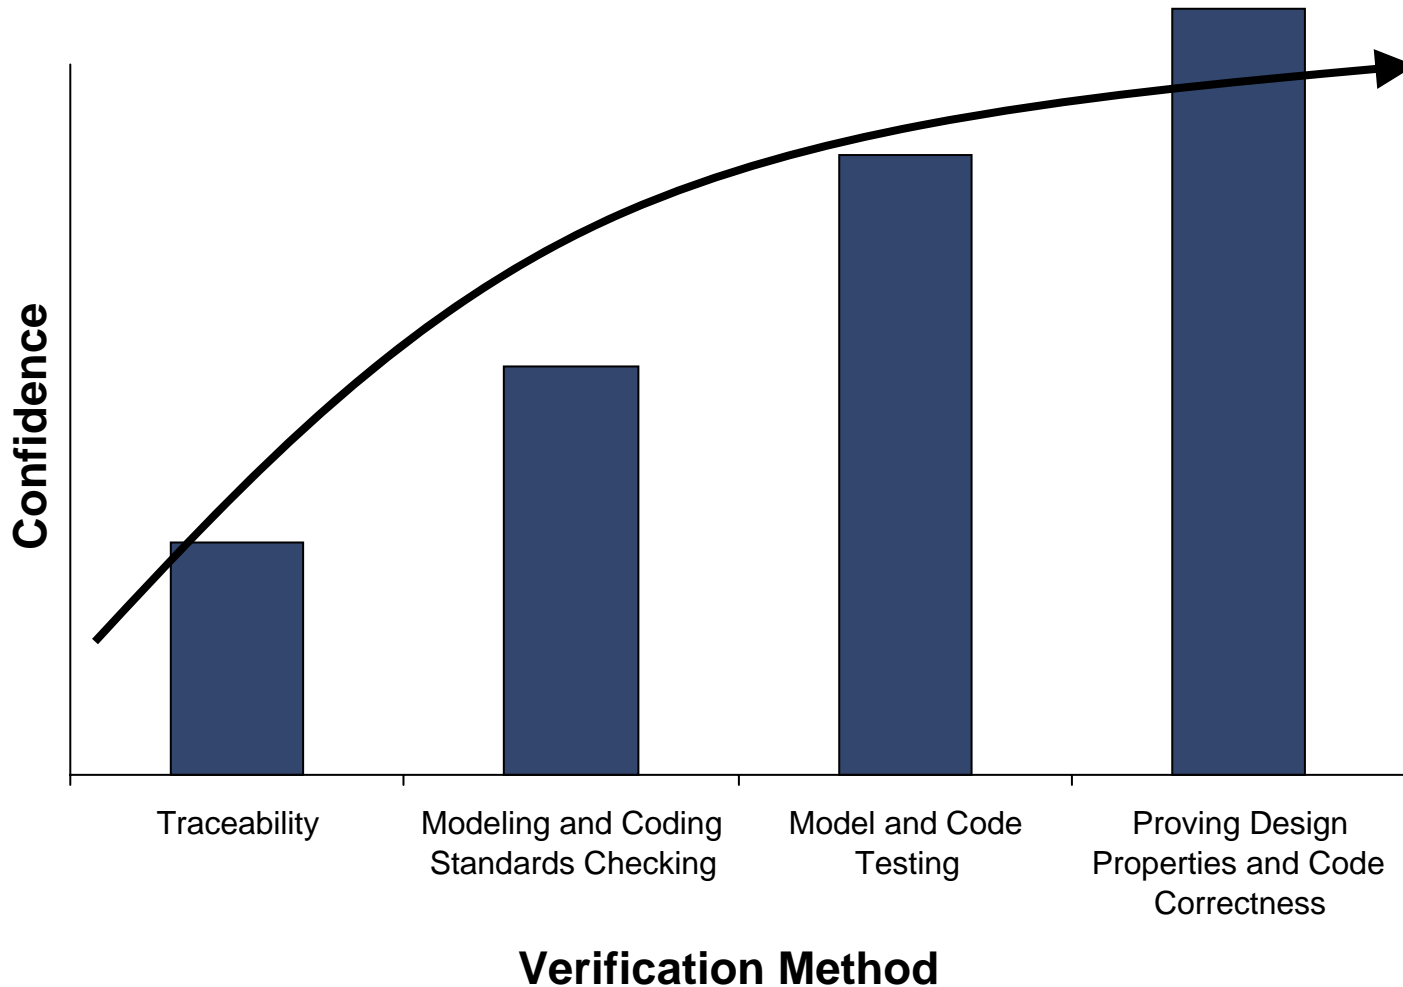 Confidence
Traceability
Modeling and Coding
Standards Checking
Model and Code
Testing
Proving Design
Properties and Code
Correctness
Verification Method